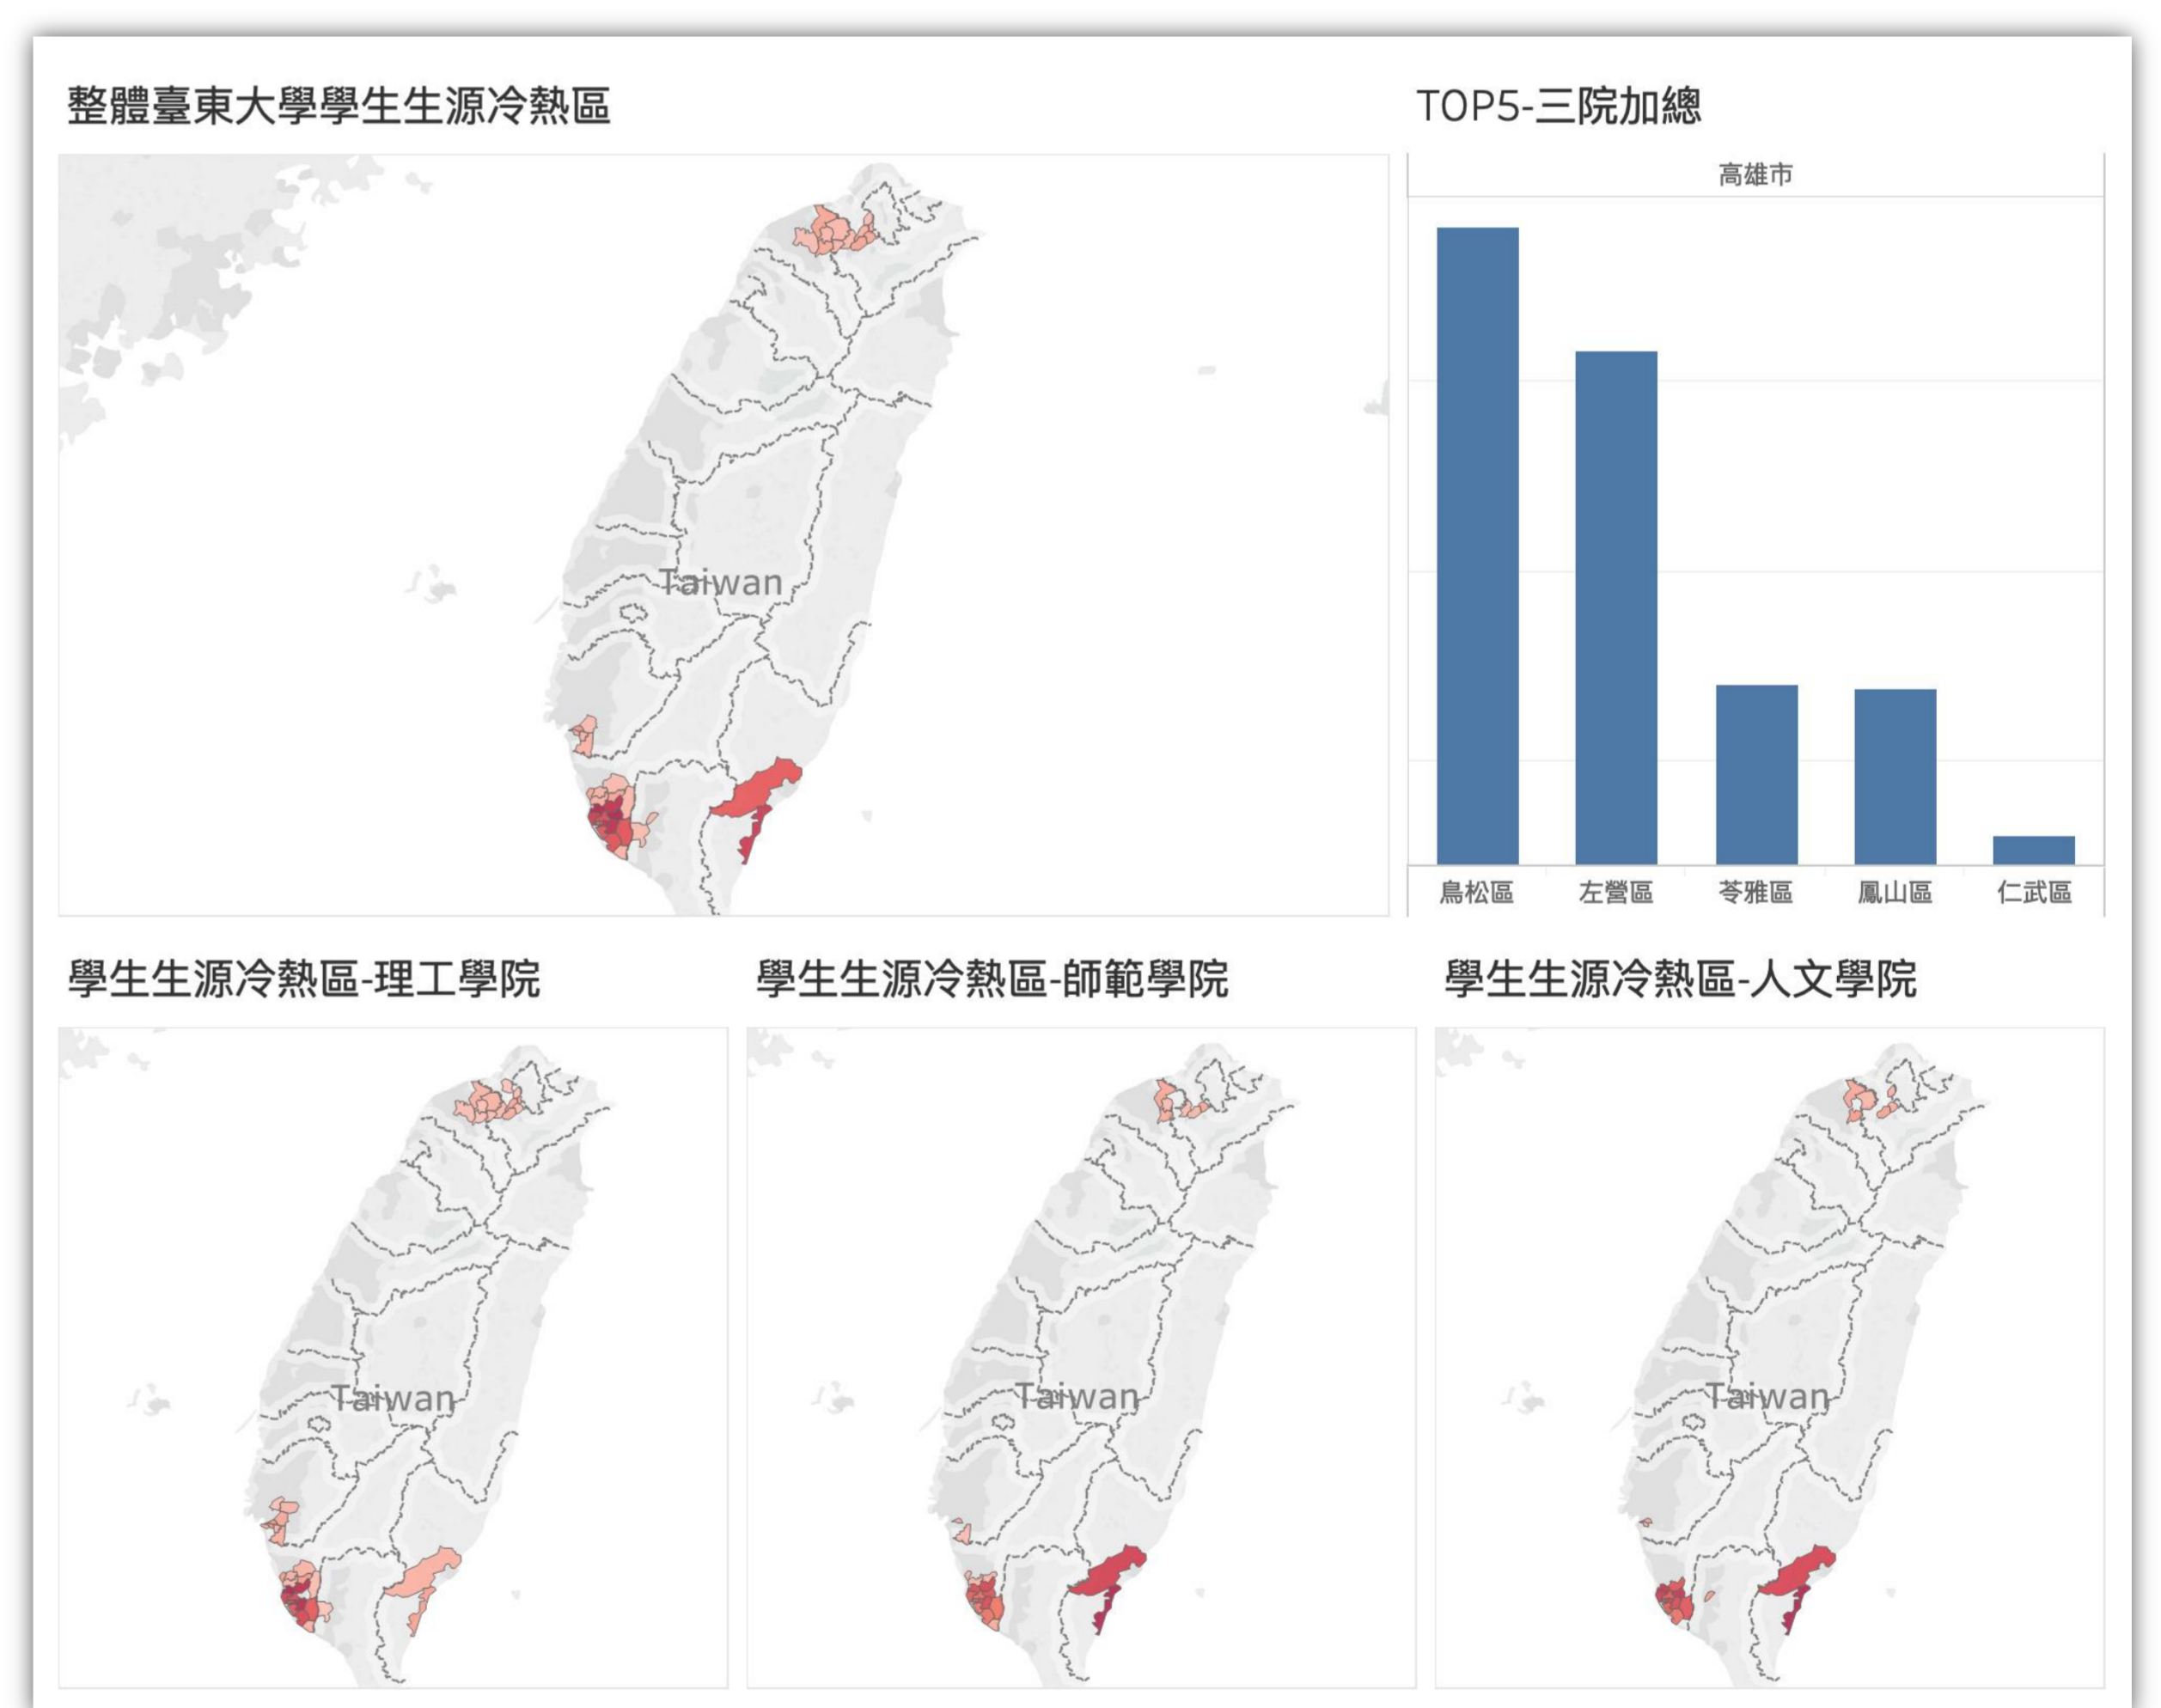 整體臺東大學學生生源冷熱區
TOP5-三院加總
高雄市
Taiwan
鳥松區
左營區
苓雅區
鳳山區
仁武區
學生生源冷熱區-理工學院
學生生源冷熱區-師範學院
學生生源冷熱區-人文學院
Taiwan
Taiwan
Taiwan